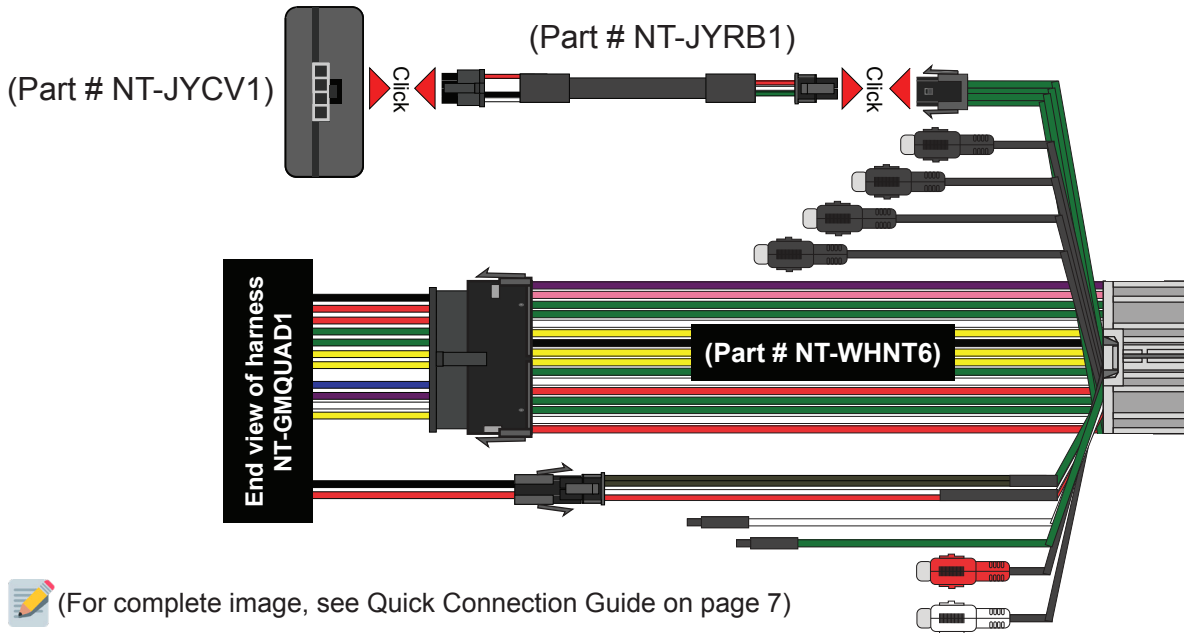 (Part # NT-JYRB1)
(Part # NT-JYCV1)
Click
Click
(Part # NT-WHNT6)
End view of harness
NT-GMQUAD1
(For complete image, see Quick Connection Guide on page 7)